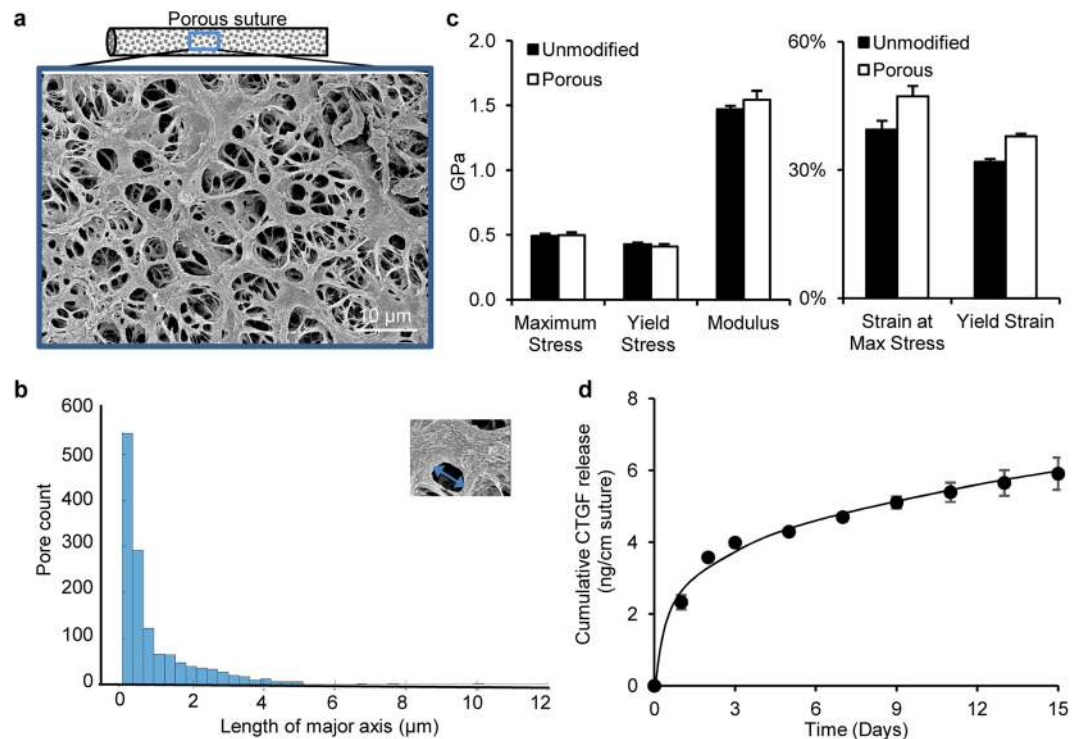 a
Porous suture
10 µm
b
600
500
400
300
200
100
0
Pore count
0 2 4 6 8 10 12
Length of major axis (µm)
c
2.0
1.5
1.0
0.5
0.0
GPa
Unmodified
Porous
Maximum Stress
Yield Stress
Modulus
60%
30%
0%
Unmodified
Porous
Strain at Max Stress
Yield Strain
d
8
6
4
2
0
Cumulative CTGF release
(ng/cm suture)
0 3 6 9 12 15
Time (Days)